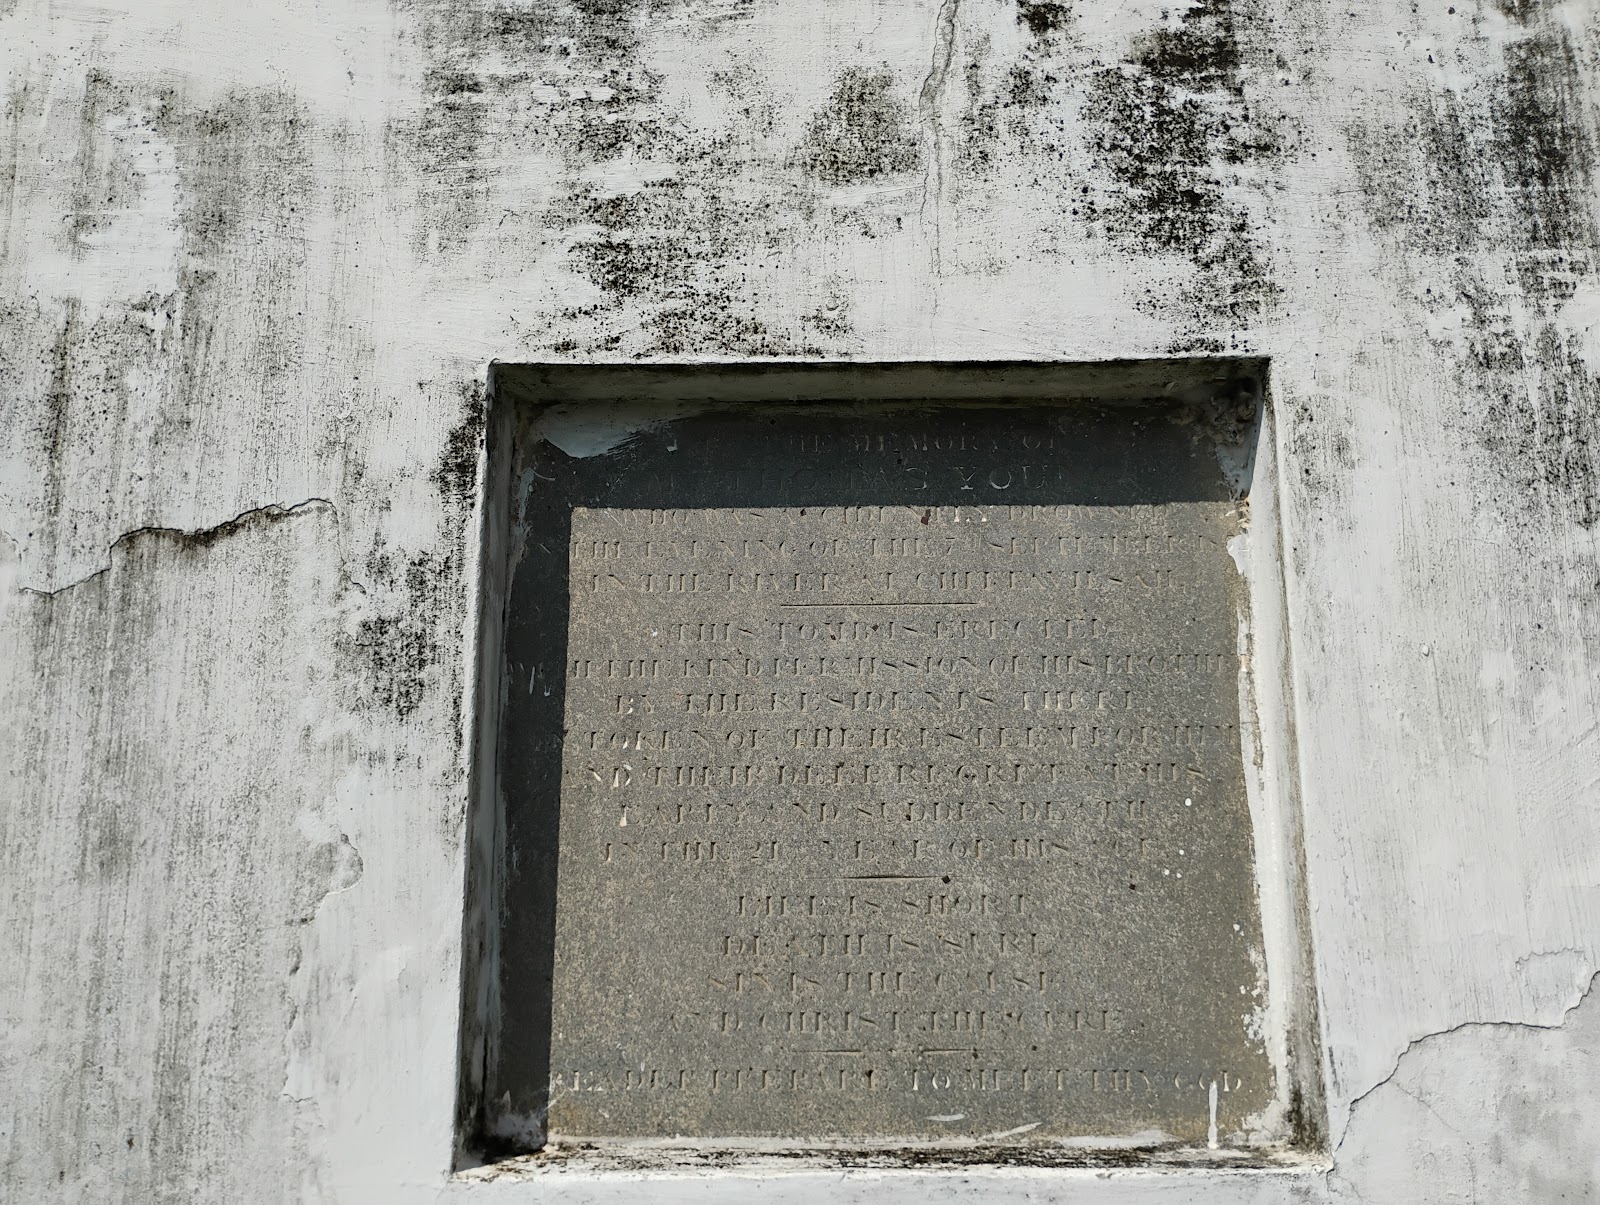 THE MEMORY OF
YOU
WHO WAS ACCIDENTLY DROWNED
ON THE EVENING OF THE 7 SEPTEMBER
IN THE RIVER AT
THIS TOMB IS ERECTED
WITH THE KIND PERMISSION OF HIS BROTHER
BY THE RESIDENTS THERE
TOKEN OF THEIR ESTEEM FOR HIM
AND THEIR DEEP REGRET AT HIS
EARLY AND SUDDEN DEATH
IN THE 21 YEAR OF HIS AGE.
LIFE IS SHORT
DEATH IS SURE
SIN IS THE CAUSE
AND CHRIST THE CURE
READER PREPARE TO MEET THY GOD.